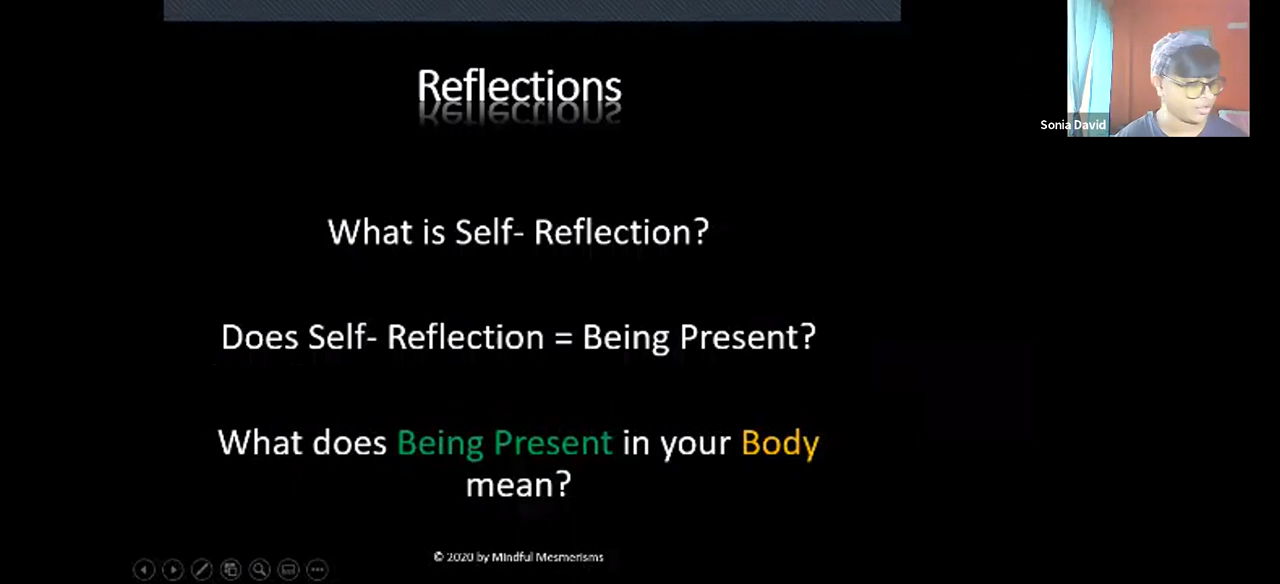 Reflections
Sonia David
What is Self- Reflection?
Does Self- Reflection = Being Present?
What does Being Present in your Body
mean?
© 2020 by Mindful Mesmerisms